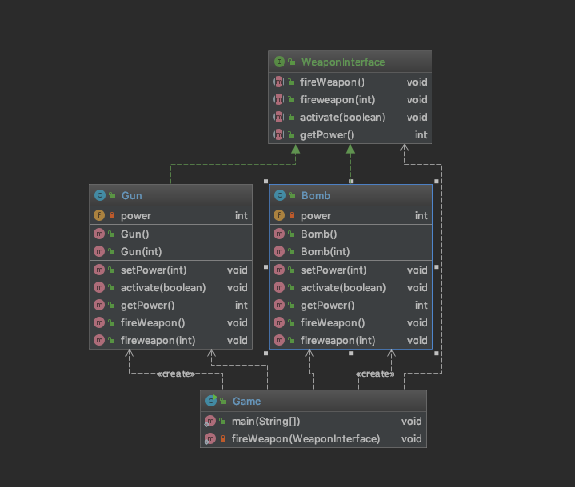 WeaponInterface
fireWeapon() void
fireweapon(int) void
activate(boolean) void
getPower() int
Gun
power int
Gun()
Gun(int)
setPower(int) void
activate(boolean) void
getPower() int
fireWeapon() void
fireweapon(int) void
Bomb
power int
Bomb()
Bomb(int)
setPower(int) void
activate(boolean) void
getPower() int
fireWeapon() void
fireweapon(int) void
«create»
«create»
Game
main(String[]) void
fireWeapon(WeaponInterface) void